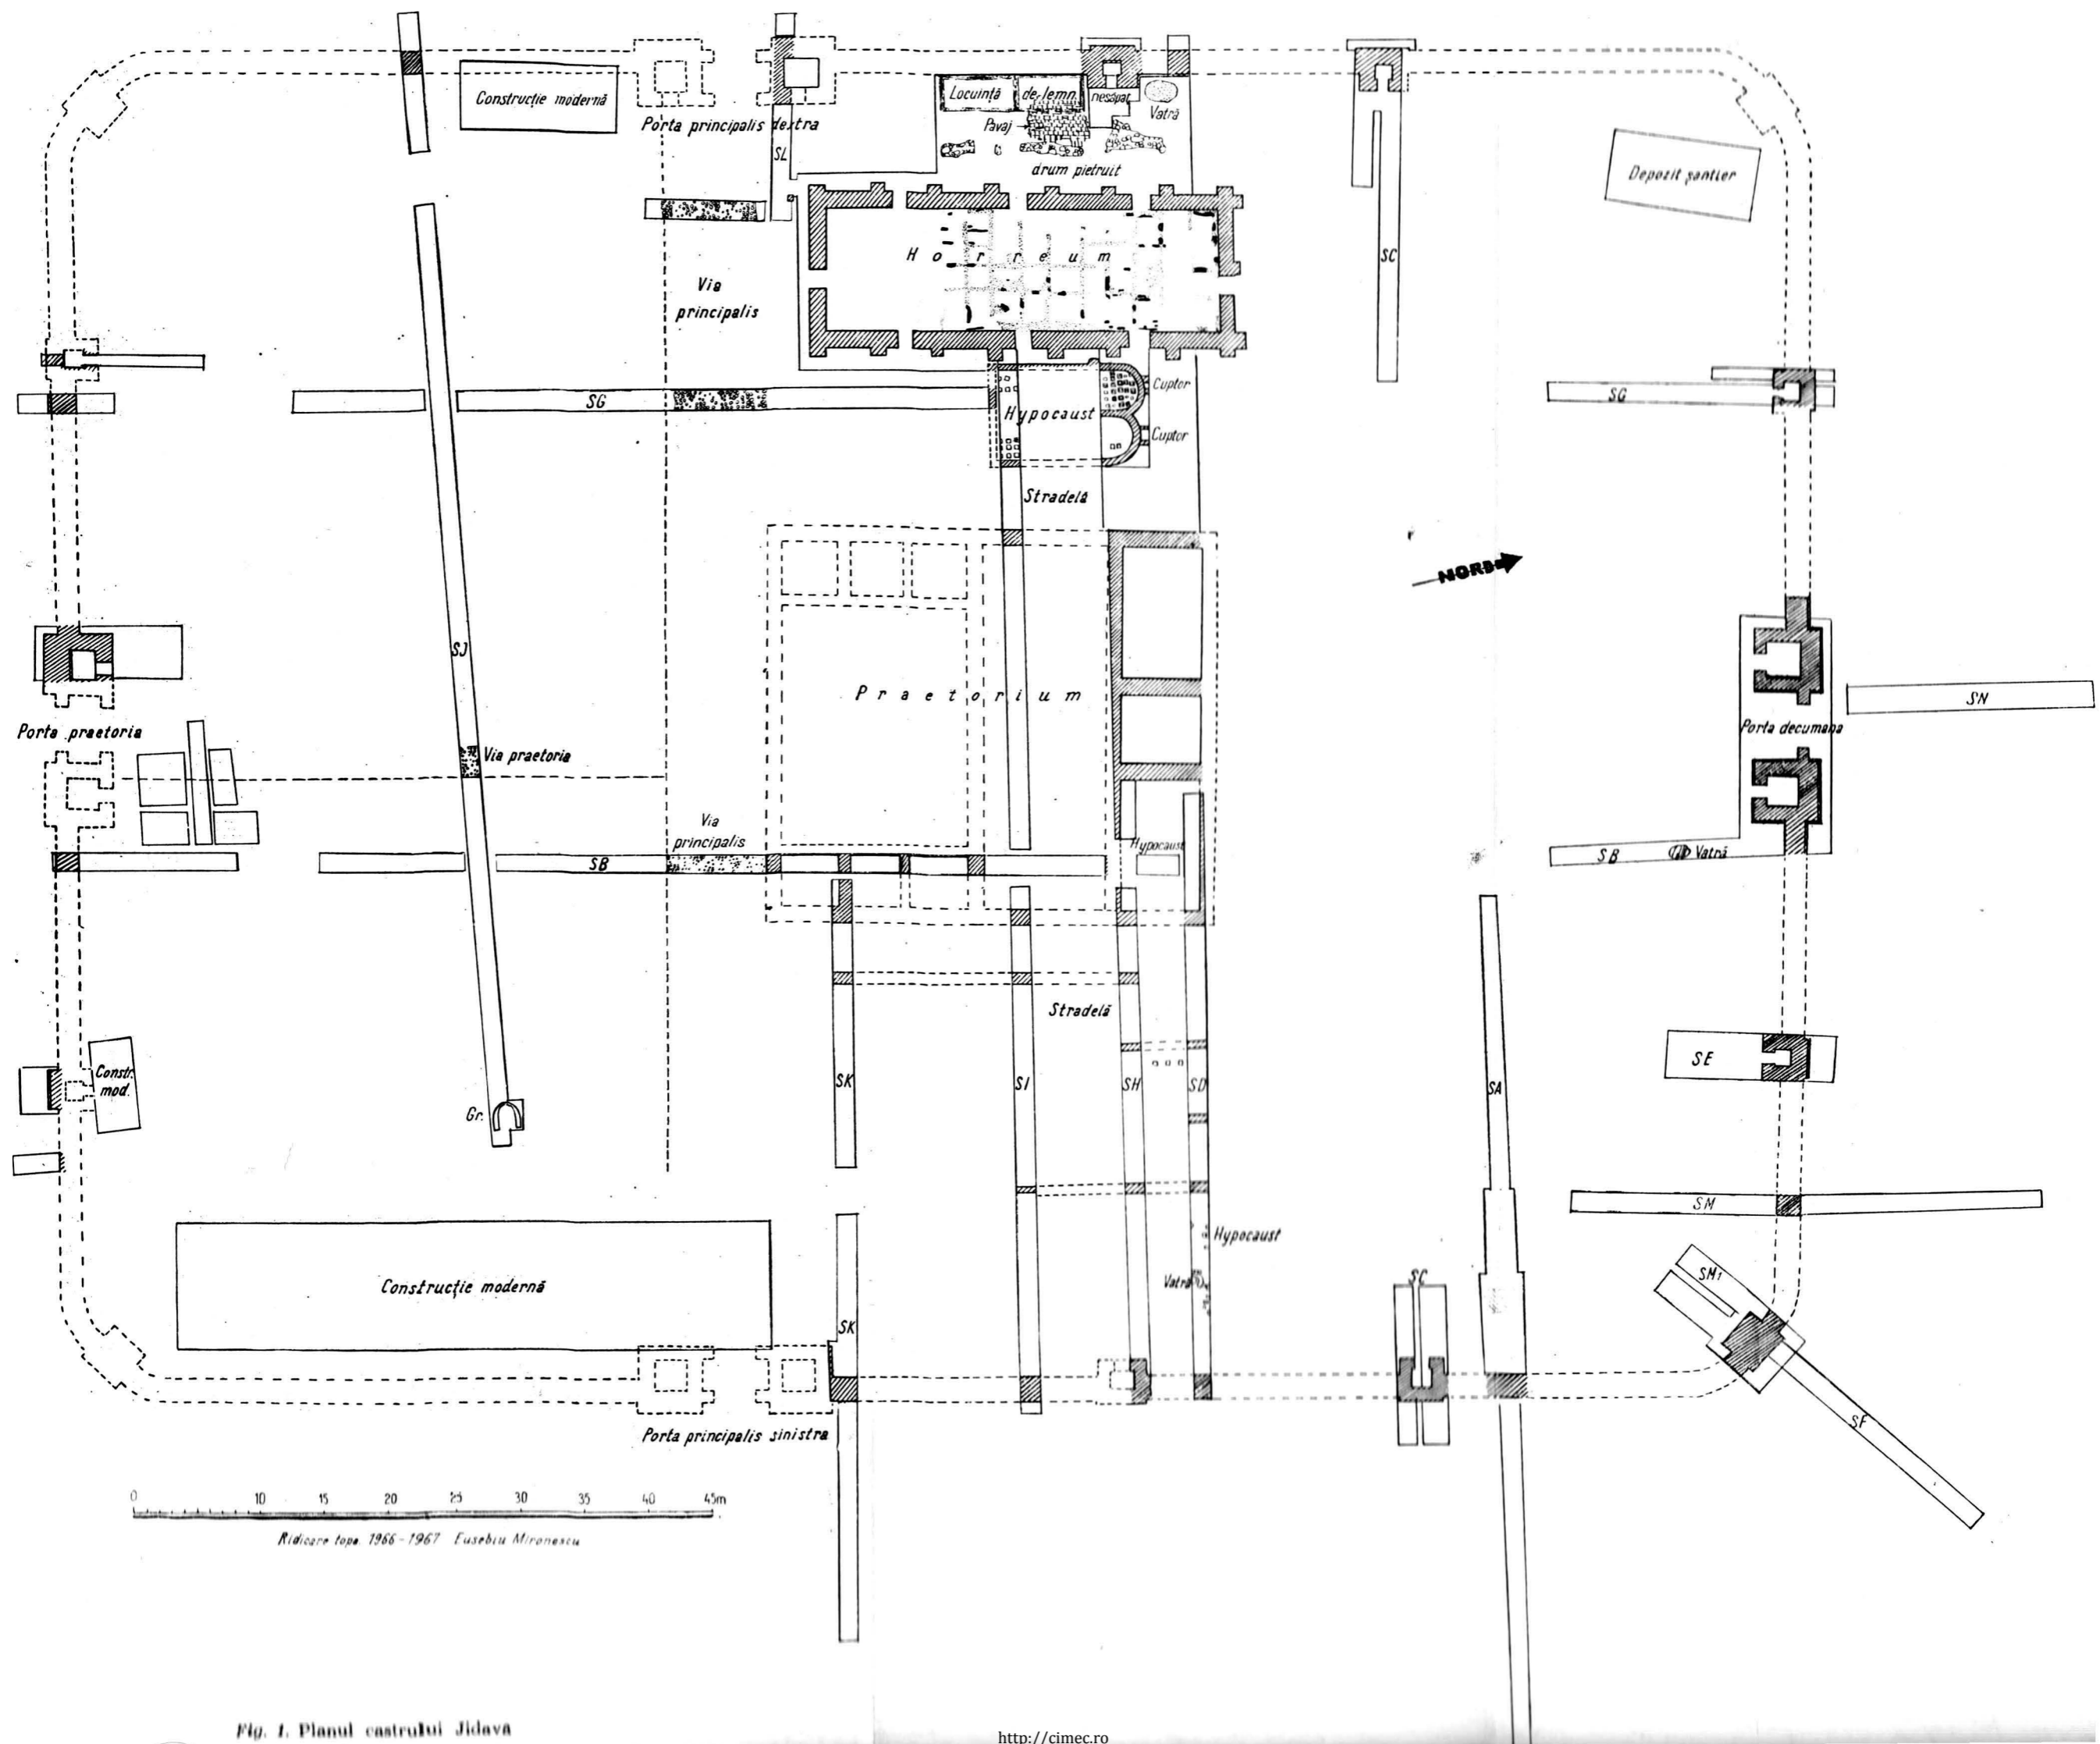 Construcție modernă
Porta principalis dextra
SL
Locuință de lemn
nesăpat
Vatră
Pavaj
drum pietruit
Depozit șantier
SC
Horreum
Via
principalis
SG
Hypocaust
Cuptor
Cuptor
SG
Stradelă
NORD
SJ
Praetorium
SN
Porta praetoria
Porta decumana
Via praetoria
Via
principalis
Hypocaust
SB
SB
Vatră
Stradelă
Constr.
mod.
SK
SI
SH
SD
SA
SE
Gr.
SM
Hypocaust
Vatră
SC
SM1
Construcție modernă
SK
SF
Porta principalis sinistra
0 10 15 20 25 30 35 40 45m
Ridicare topo. 1966-1967 Eusebiu Mironescu
Fig. 1. Planul castrului Jidava
http://cimec.ro